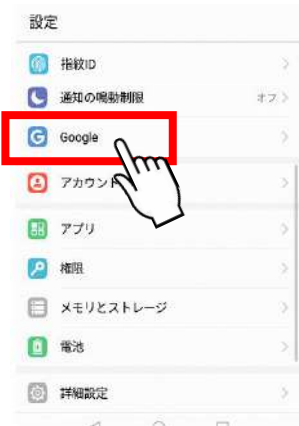 設定
指紋ID
通知の鳴動制限 オフ
Google
アカウント
アプリ
権限
メモリとストレージ
電池
詳細設定